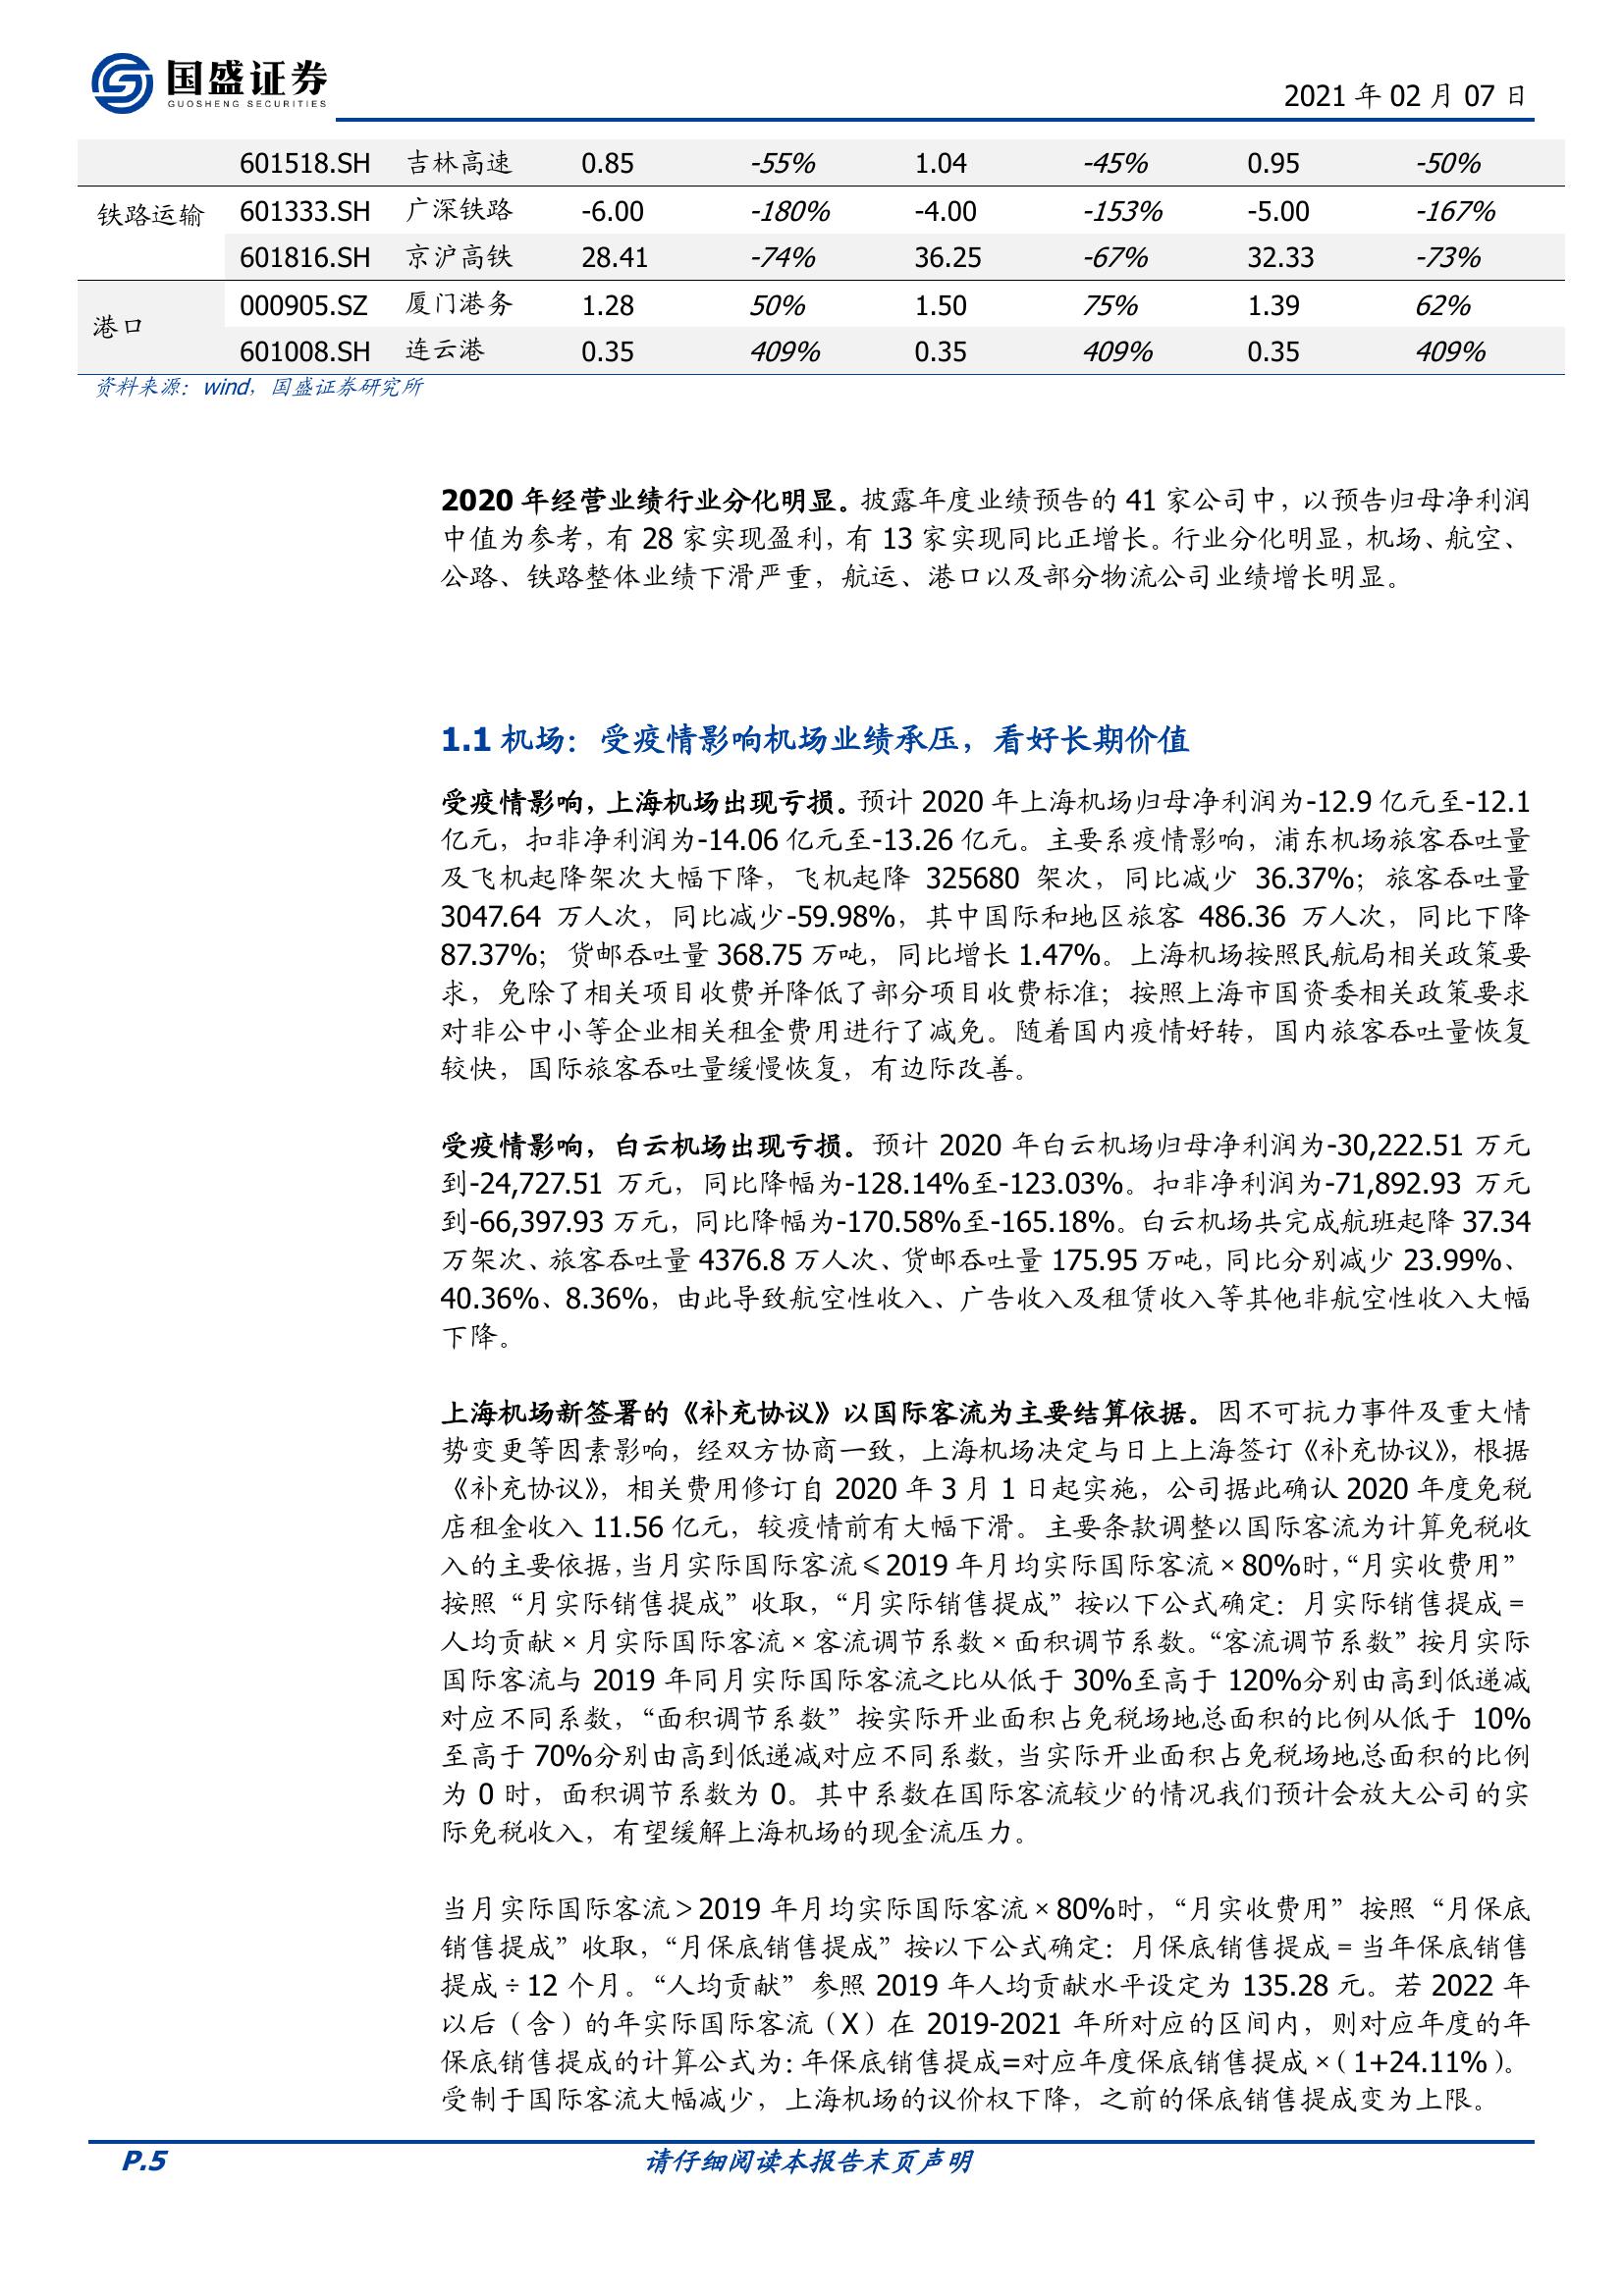 国盛证券
GUOSHENG SECURITIES
2021 年 02 月 07 日
601518.SH 吉林高速 0.85 -55% 1.04 -45% 0.95 -50%
铁路运输 601333.SH 广深铁路 -6.00 -180% -4.00 -153% -5.00 -167%
601816.SH 京沪高铁 28.41 -74% 36.25 -67% 32.33 -73%
港口 000905.SZ 厦门港务 1.28 50% 1.50 75% 1.39 62%
601008.SH 连云港 0.35 409% 0.35 409% 0.35 409%
资料来源：wind，国盛证券研究所
2020 年经营业绩行业分化明显。披露年度业绩预告的 41 家公司中，以预告归母净利润
中值为参考，有 28 家实现盈利，有 13 家实现同比正增长。行业分化明显，机场、航空、
公路、铁路整体业绩下滑严重，航运、港口以及部分物流公司业绩增长明显。
1.1 机场：受疫情影响机场业绩承压，看好长期价值
受疫情影响，上海机场出现亏损。预计 2020 年上海机场归母净利润为-12.9 亿元至-12.1
亿元，扣非净利润为-14.06 亿元至-13.26 亿元。主要系疫情影响，浦东机场旅客吞吐量
及飞机起降架次大幅下降，飞机起降 325680 架次，同比减少 36.37%；旅客吞吐量
3047.64 万人次，同比减少-59.98%，其中国际和地区旅客 486.36 万人次，同比下降
87.37%；货邮吞吐量 368.75 万吨，同比增长 1.47%。上海机场按照民航局相关政策要
求，免除了相关项目收费并降低了部分项目收费标准；按照上海市国资委相关政策要求
对非公中小等企业相关租金费用进行了减免。随着国内疫情好转，国内旅客吞吐量恢复
较快，国际旅客吞吐量缓慢恢复，有边际改善。
受疫情影响，白云机场出现亏损。预计 2020 年白云机场归母净利润为-30,222.51 万元
到-24,727.51 万元，同比降幅为-128.14%至-123.03%。扣非净利润为-71,892.93 万元
到-66,397.93 万元，同比降幅为-170.58%至-165.18%。白云机场共完成航班起降 37.34
万架次、旅客吞吐量 4376.8 万人次、货邮吞吐量 175.95 万吨，同比分别减少 23.99%、
40.36%、8.36%，由此导致航空性收入、广告收入及租赁收入等其他非航空性收入大幅
下降。
上海机场新签署的《补充协议》以国际客流为主要结算依据。因不可抗力事件及重大情
势变更等因素影响，经双方协商一致，上海机场决定与日上上海签订《补充协议》，根据
《补充协议》，相关费用修订自 2020 年 3 月 1 日起实施，公司据此确认 2020 年度免税
店租金收入 11.56 亿元，较疫情前有大幅下滑。主要条款调整以国际客流为计算免税收
入的主要依据，当月实际国际客流≤2019 年月均实际国际客流×80%时，“月实收费用”
按照“月实际销售提成”收取，“月实际销售提成”按以下公式确定：月实际销售提成＝
人均贡献×月实际国际客流×客流调节系数×面积调节系数。“客流调节系数”按月实际
国际客流与 2019 年同月实际国际客流之比从低于 30%至高于 120%分别由高到低递减
对应不同系数，“面积调节系数”按实际开业面积占免税场地总面积的比例从低于 10%
至高于 70%分别由高到低递减对应不同系数，当实际开业面积占免税场地总面积的比例
为 0 时，面积调节系数为 0。其中系数在国际客流较少的情况我们预计会放大公司的实
际免税收入，有望缓解上海机场的现金流压力。
当月实际国际客流＞2019 年月均实际国际客流×80%时，“月实收费用”按照“月保底
销售提成”收取，“月保底销售提成”按以下公式确定：月保底销售提成＝当年保底销售
提成÷12 个月。“人均贡献”参照 2019 年人均贡献水平设定为 135.28 元。若 2022 年
以后（含）的年实际国际客流（X）在 2019-2021 年所对应的区间内，则对应年度的年
保底销售提成的计算公式为：年保底销售提成=对应年度保底销售提成×（1+24.11%）。
受制于国际客流大幅减少，上海机场的议价权下降，之前的保底销售提成变为上限。
P.5 请仔细阅读本报告末页声明